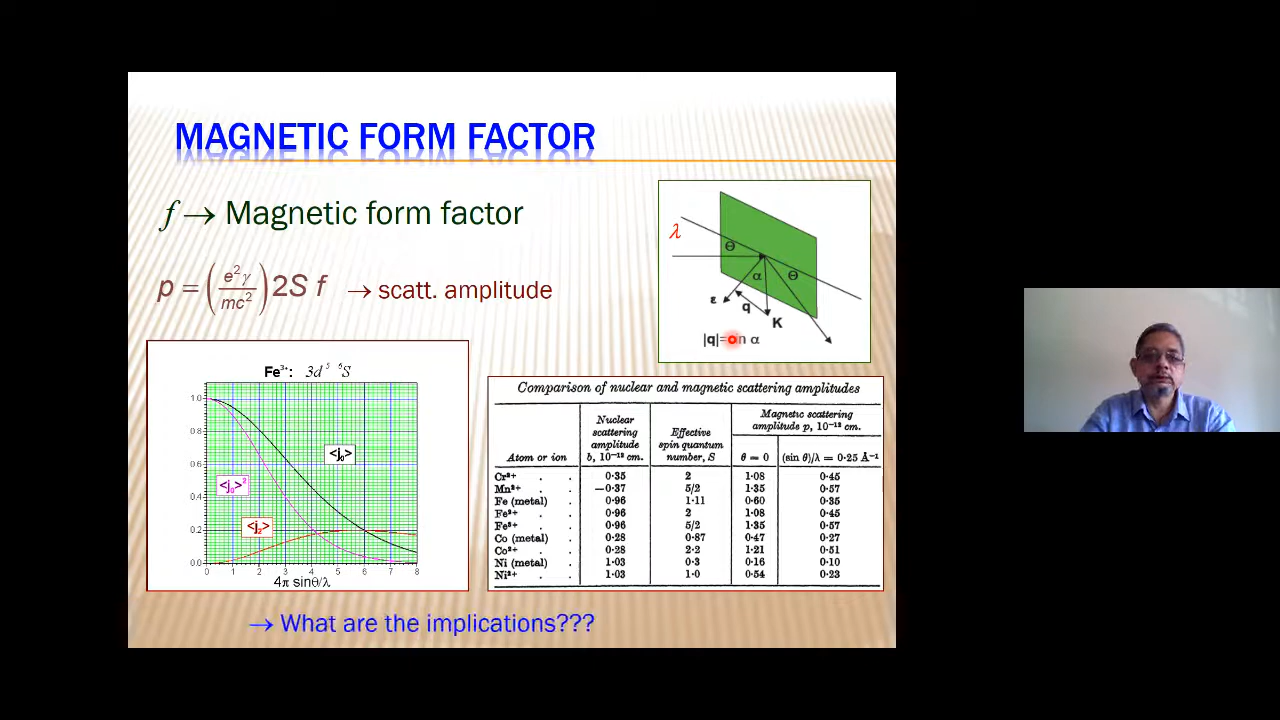 MAGNETIC FORM FACTOR
f → Magnetic form factor
p = (e²γ/mc²) 2S f → scatt. amplitude
λ
Θ
Θ
α
ε
q
K
|q|= sin α
Fe³⁺: 3d⁵ ⁶S
1.0
0.8
0.6
0.4
0.2
0.0
<j₀>
<j₀>²
<j₂>
0 1 2 3 4 5 6 7 8
4π sinθ/λ
Comparison of nuclear and magnetic scattering amplitudes
Atom or ion | Nuclear scattering amplitude b, 10⁻¹² cm. | Effective spin quantum number, S | Magnetic scattering amplitude p, 10⁻¹² cm.
θ = 0 | (sin θ)/λ = 0·25 Å⁻¹
Cr²⁺ . . 0·35 2 1·08 0·45
Mn²⁺ . . −0·37 5/2 1·35 0·57
Fe (metal) . 0·96 1·11 0·60 0·35
Fe²⁺ . . 0·96 2 1·08 0·45
Fe³⁺ . . 0·96 5/2 1·35 0·57
Co (metal) . 0·28 0·87 0·47 0·27
Co²⁺ . . 0·28 2·2 1·21 0·51
Ni (metal) . 1·03 0·3 0·16 0·10
Ni²⁺ . . 1·03 1·0 0·54 0·23
→ What are the implications???